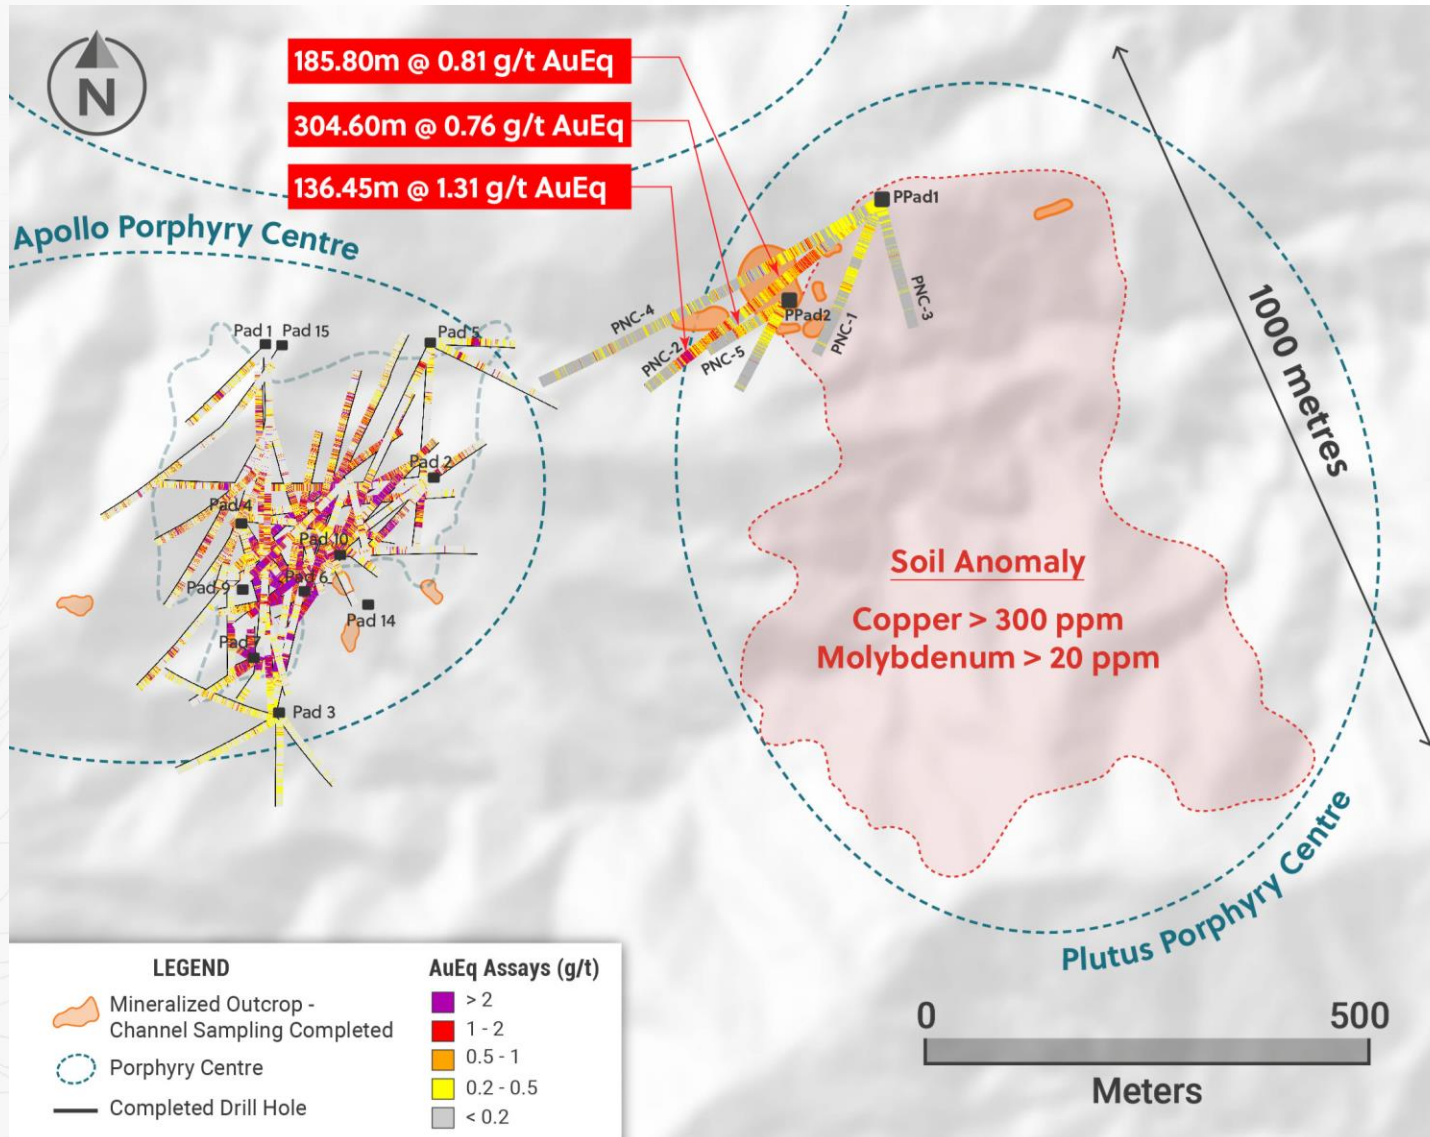 185.80m @ 0.81 g/t AuEq
304.60m @ 0.76 g/t AuEq
136.45m @ 1.31 g/t AuEq
N
Apollo Porphyry Centre
PPad1
PPad2
PNC-4
PNC-2
PNC-5
PNC-1
PNC-3
1000 metres
Pad 1
Pad 15
Pad 5
Pad 2
Pad 4
Pad 10
Pad 9
Pad 6
Pad 14
Pad 7
Pad 3
Soil Anomaly
Copper > 300 ppm
Molybdenum > 20 ppm
Plutus Porphyry Centre
LEGEND
Mineralized Outcrop -
Channel Sampling Completed
Porphyry Centre
Completed Drill Hole
AuEq Assays (g/t)
> 2
1 - 2
0.5 - 1
0.2 - 0.5
< 0.2
0 500
Meters